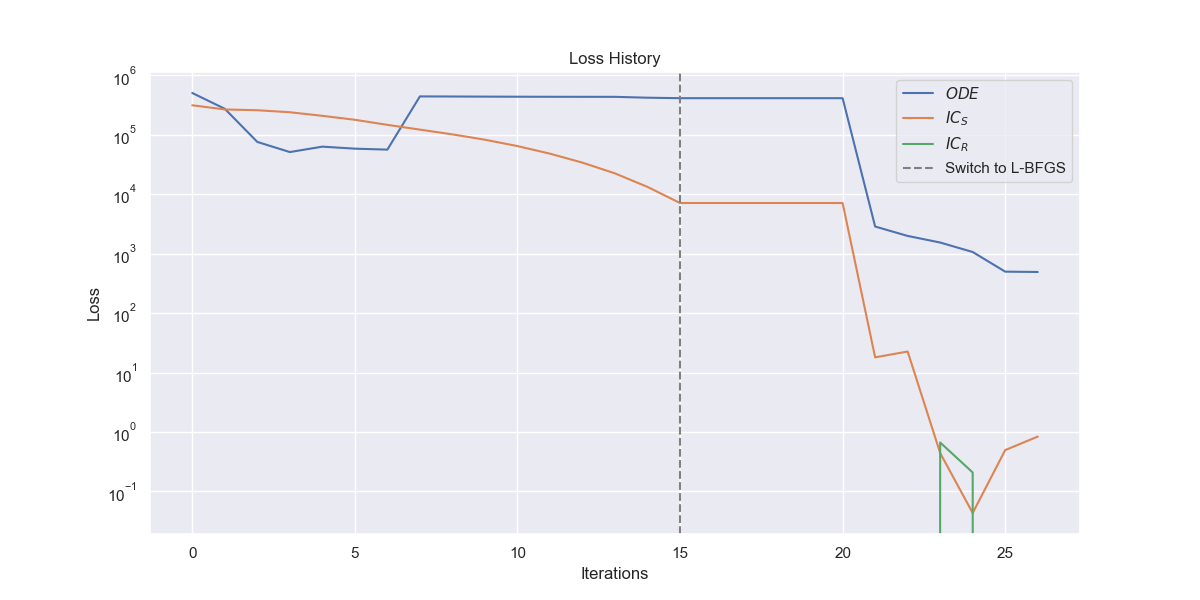 Loss History
10^6
10^5
10^4
10^3
10^2
10^1
10^0
10^−1
Loss
0 5 10 15 20 25
Iterations
ODE
IC_S
IC_R
Switch to L-BFGS